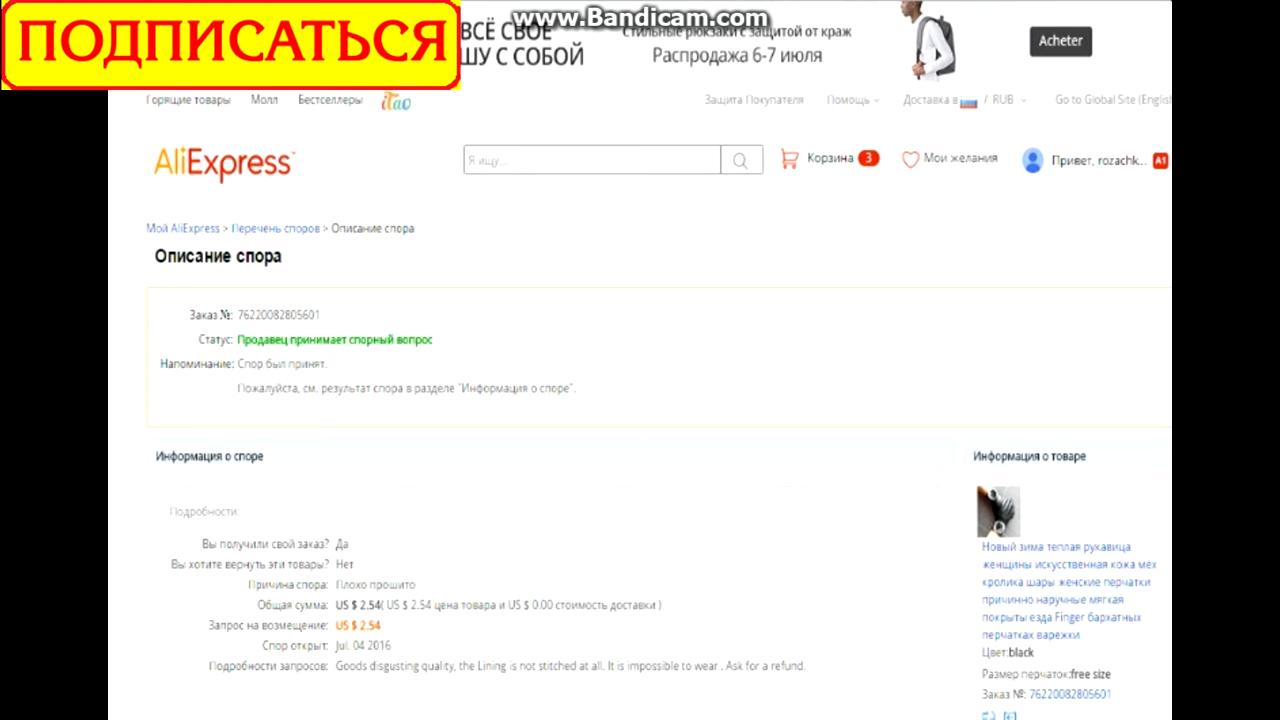 ПОДПИСАТЬСЯ
www.Bandicam.com
ВСЁ СВОЁ
ШУ С СОБОЙ
Стильные рюкзаки с защитой от краж
Распродажа 6-7 июля
Acheter
Горящие товары Молл Бестселлеры iTao
Защита Покупателя Помощь Доставка в / RUB Go to Global Site (English
AliExpress
Я ищу...
Корзина 3 Мои желания Привет, rozachk... A1
Мой AliExpress > Перечень споров > Описание спора
Описание спора
Заказ №: 76220082805601
Статус: Продавец принимает спорный вопрос
Напоминание: Спор был принят.
Пожалуйста, см. результат спора в разделе "Информация о споре".
Информация о споре
Подробности:
Вы получили свой заказ? Да
Вы хотите вернуть эти товары? Нет
Причина спора: Плохо прошито
Общая сумма: US $ 2.54( US $ 2.54 цена товара и US $ 0.00 стоимость доставки )
Запрос на возмещение: US $ 2.54
Спор открыт: Jul. 04 2016
Подробности запросов: Goods disgusting quality, the Lining is not stitched at all. It is impossible to wear . Ask for a refund.
Информация о товаре
Новый зима теплая рукавица
женщины искусственная кожа мех
кролика шары женские перчатки
причинно наручные мягкая
покрыты езда Finger бархатных
перчатках варежки
Цвет:black
Размер перчаток:free size
Заказ №: 76220082805601